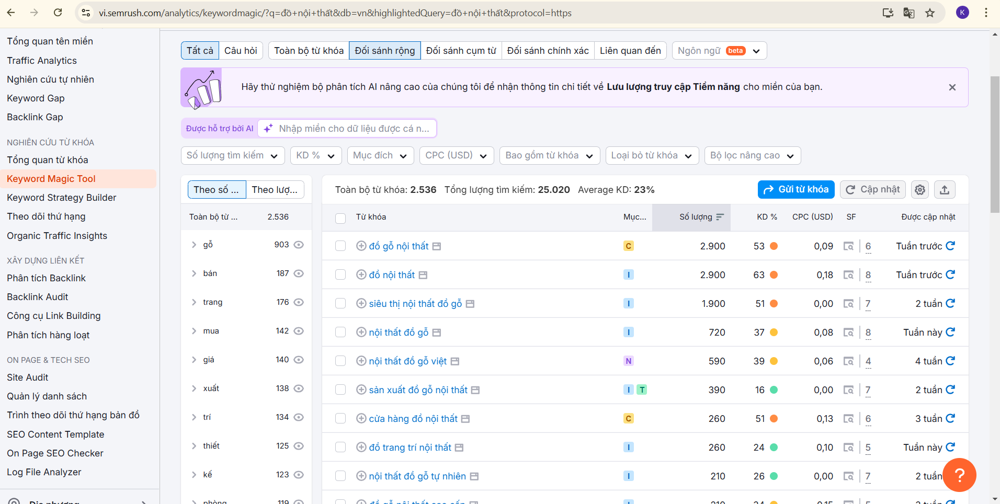 vi.semrush.com/analytics/keywordmagic/?q=đồ+nội+thất&db=vn&highlightedQuery=đồ+nội+thất&protocol=https
K
Tổng quan tên miền
Traffic Analytics
Nghiên cứu tự nhiên
Keyword Gap
Backlink Gap
NGHIÊN CỨU TỪ KHÓA
Tổng quan từ khóa
Keyword Magic Tool
Keyword Strategy Builder
Theo dõi thứ hạng
Organic Traffic Insights
XÂY DỰNG LIÊN KẾT
Phân tích Backlink
Backlink Audit
Công cụ Link Building
Phân tích hàng loạt
ON PAGE & TECH SEO
Site Audit
Quản lý danh sách
Trình theo dõi thứ hạng bản đồ
SEO Content Template
On Page SEO Checker
Log File Analyzer
Địa phương
Tất cả Câu hỏi Toàn bộ từ khóa Đối sánh rộng Đối sánh cụm từ Đối sánh chính xác Liên quan đến Ngôn ngữ beta
Hãy thử nghiệm bộ phân tích AI nâng cao của chúng tôi để nhận thông tin chi tiết về Lưu lượng truy cập Tiềm năng cho miền của bạn.
Được hỗ trợ bởi AI Nhập miền cho dữ liệu được cá n...
Số lượng tìm kiếm KD % Mục đích CPC (USD) Bao gồm từ khóa Loại bỏ từ khóa Bộ lọc nâng cao
Theo số ... Theo lượ...
Toàn bộ từ ... 2.536
gỗ 903
bán 187
trang 176
mua 142
giá 140
xuất 138
trí 134
thiết 125
kế 123
phòng 119
Toàn bộ từ khóa: 2.536 Tổng lượng tìm kiếm: 25.020 Average KD: 23%
Gửi từ khóa Cập nhật
Từ khóa Mục... Số lượng KD % CPC (USD) SF Được cập nhật
đồ gỗ nội thất C 2.900 53 0,09 6 Tuần trước
đồ nội thất I 2.900 63 0,18 8 Tuần trước
siêu thị nội thất đồ gỗ I 1.900 51 0,00 7 2 tuần
nội thất đồ gỗ I 720 37 0,08 8 Tuần này
nội thất đồ gỗ việt N 590 39 0,06 4 4 tuần
sản xuất đồ gỗ nội thất I T 390 16 0,00 7 2 tuần
cửa hàng đồ nội thất C 260 51 0,13 6 3 tuần
đồ trang trí nội thất I 260 24 0,10 5 Tuần này
nội thất đồ gỗ tự nhiên I 210 26 0,00 7 2 tuần
đồ gỗ nội thất cao cấp I 210 34 0,15 5
?